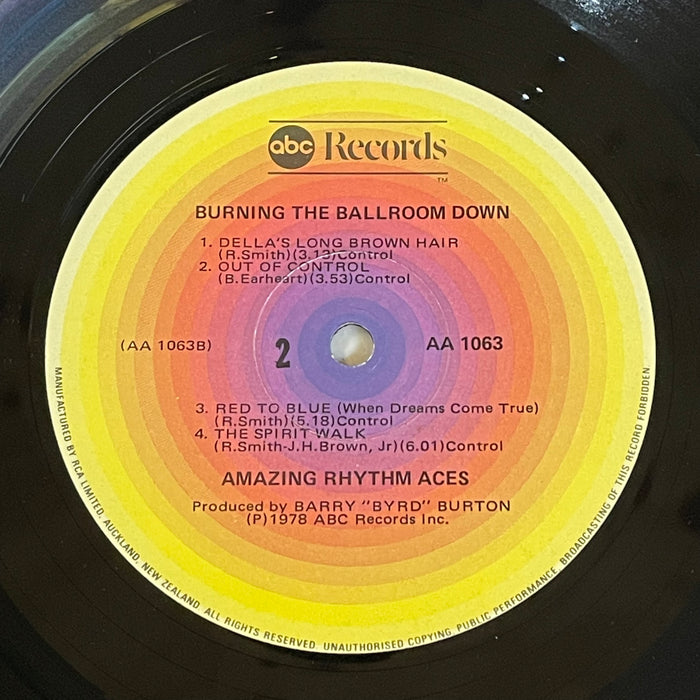 abc Records
TM
BURNING THE BALLROOM DOWN
1. DELLA'S LONG BROWN HAIR
(R.Smith)(3.13)Control
2. OUT OF CONTROL
(B.Earheart)(3.53)Control
(AA 1063B) 2 AA 1063
3. RED TO BLUE (When Dreams Come True)
(R.Smith)(5.18)Control
4. THE SPIRIT WALK
(R.Smith-J.H.Brown, Jr)(6.01)Control
AMAZING RHYTHM ACES
Produced by BARRY "BYRD" BURTON
(P)1978 ABC Records Inc.
MANUFACTURED BY RCA LIMITED, AUCKLAND, NEW ZEALAND. ALL RIGHTS RESERVED. UNAUTHORISED COPYING, PUBLIC PERFORMANCE, BROADCASTING OF THIS RECORD FORBIDDEN.